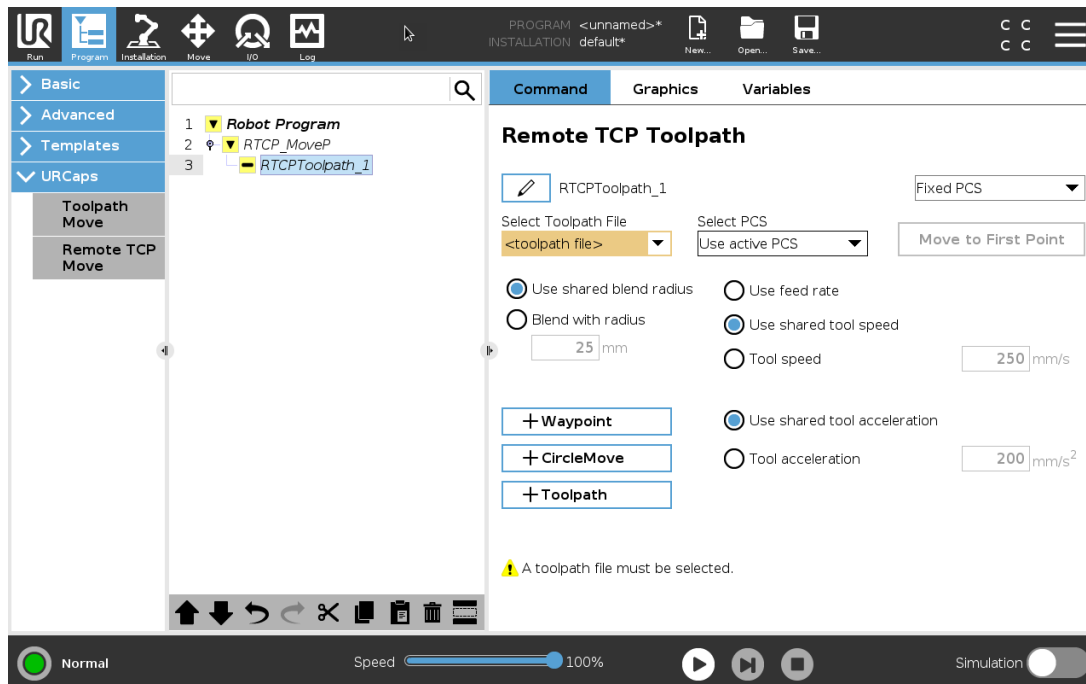 PROGRAM <unnamed>*
INSTALLATION default*
UR
Run
Program
Installation
Move
I/O
Log
New...
Open...
Save...
C C
C C
Basic
Advanced
Templates
URCaps
Toolpath
Move
Remote TCP
Move
1 Robot Program
2 RTCP_MoveP
3 RTCPToolpath_1
Command Graphics Variables
Remote TCP Toolpath
RTCPToolpath_1
Fixed PCS
Select Toolpath File
<toolpath file>
Select PCS
Use active PCS
Move to First Point
Use shared blend radius
Blend with radius
25 mm
Use feed rate
Use shared tool speed
Tool speed 250 mm/s
+Waypoint
+CircleMove
+Toolpath
Use shared tool acceleration
Tool acceleration 200 mm/s²
A toolpath file must be selected.
Normal
Speed 100%
Simulation